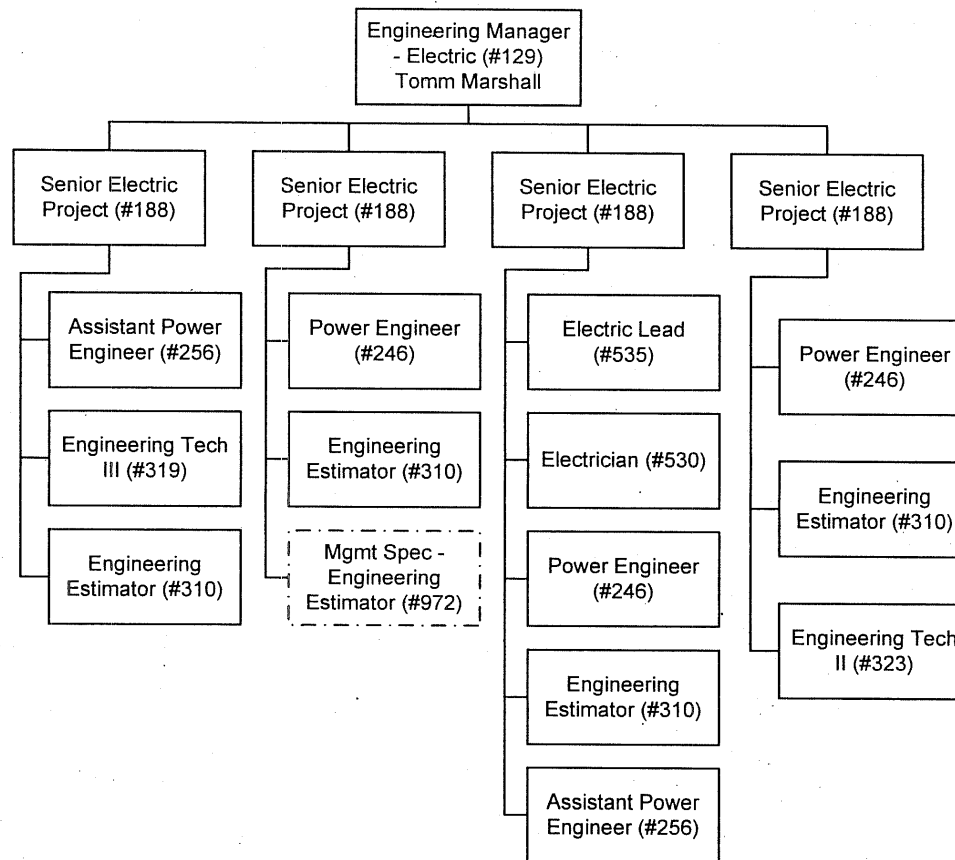 Engineering Manager
- Electric (#129)
Tomm Marshall
Senior Electric
Project (#188)
Assistant Power
Engineer (#256)
Engineering Tech
III (#319)
Engineering
Estimator (#310)
Senior Electric
Project (#188)
Power Engineer
(#246)
Engineering
Estimator (#310)
Mgmt Spec -
Engineering
Estimator (#972)
Senior Electric
Project (#188)
Electric Lead
(#535)
Electrician (#530)
Power Engineer
(#246)
Engineering
Estimator (#310)
Assistant Power
Engineer (#256)
Senior Electric
Project (#188)
Power Engineer
(#246)
Engineering
Estimator (#310)
Engineering Tech
II (#323)